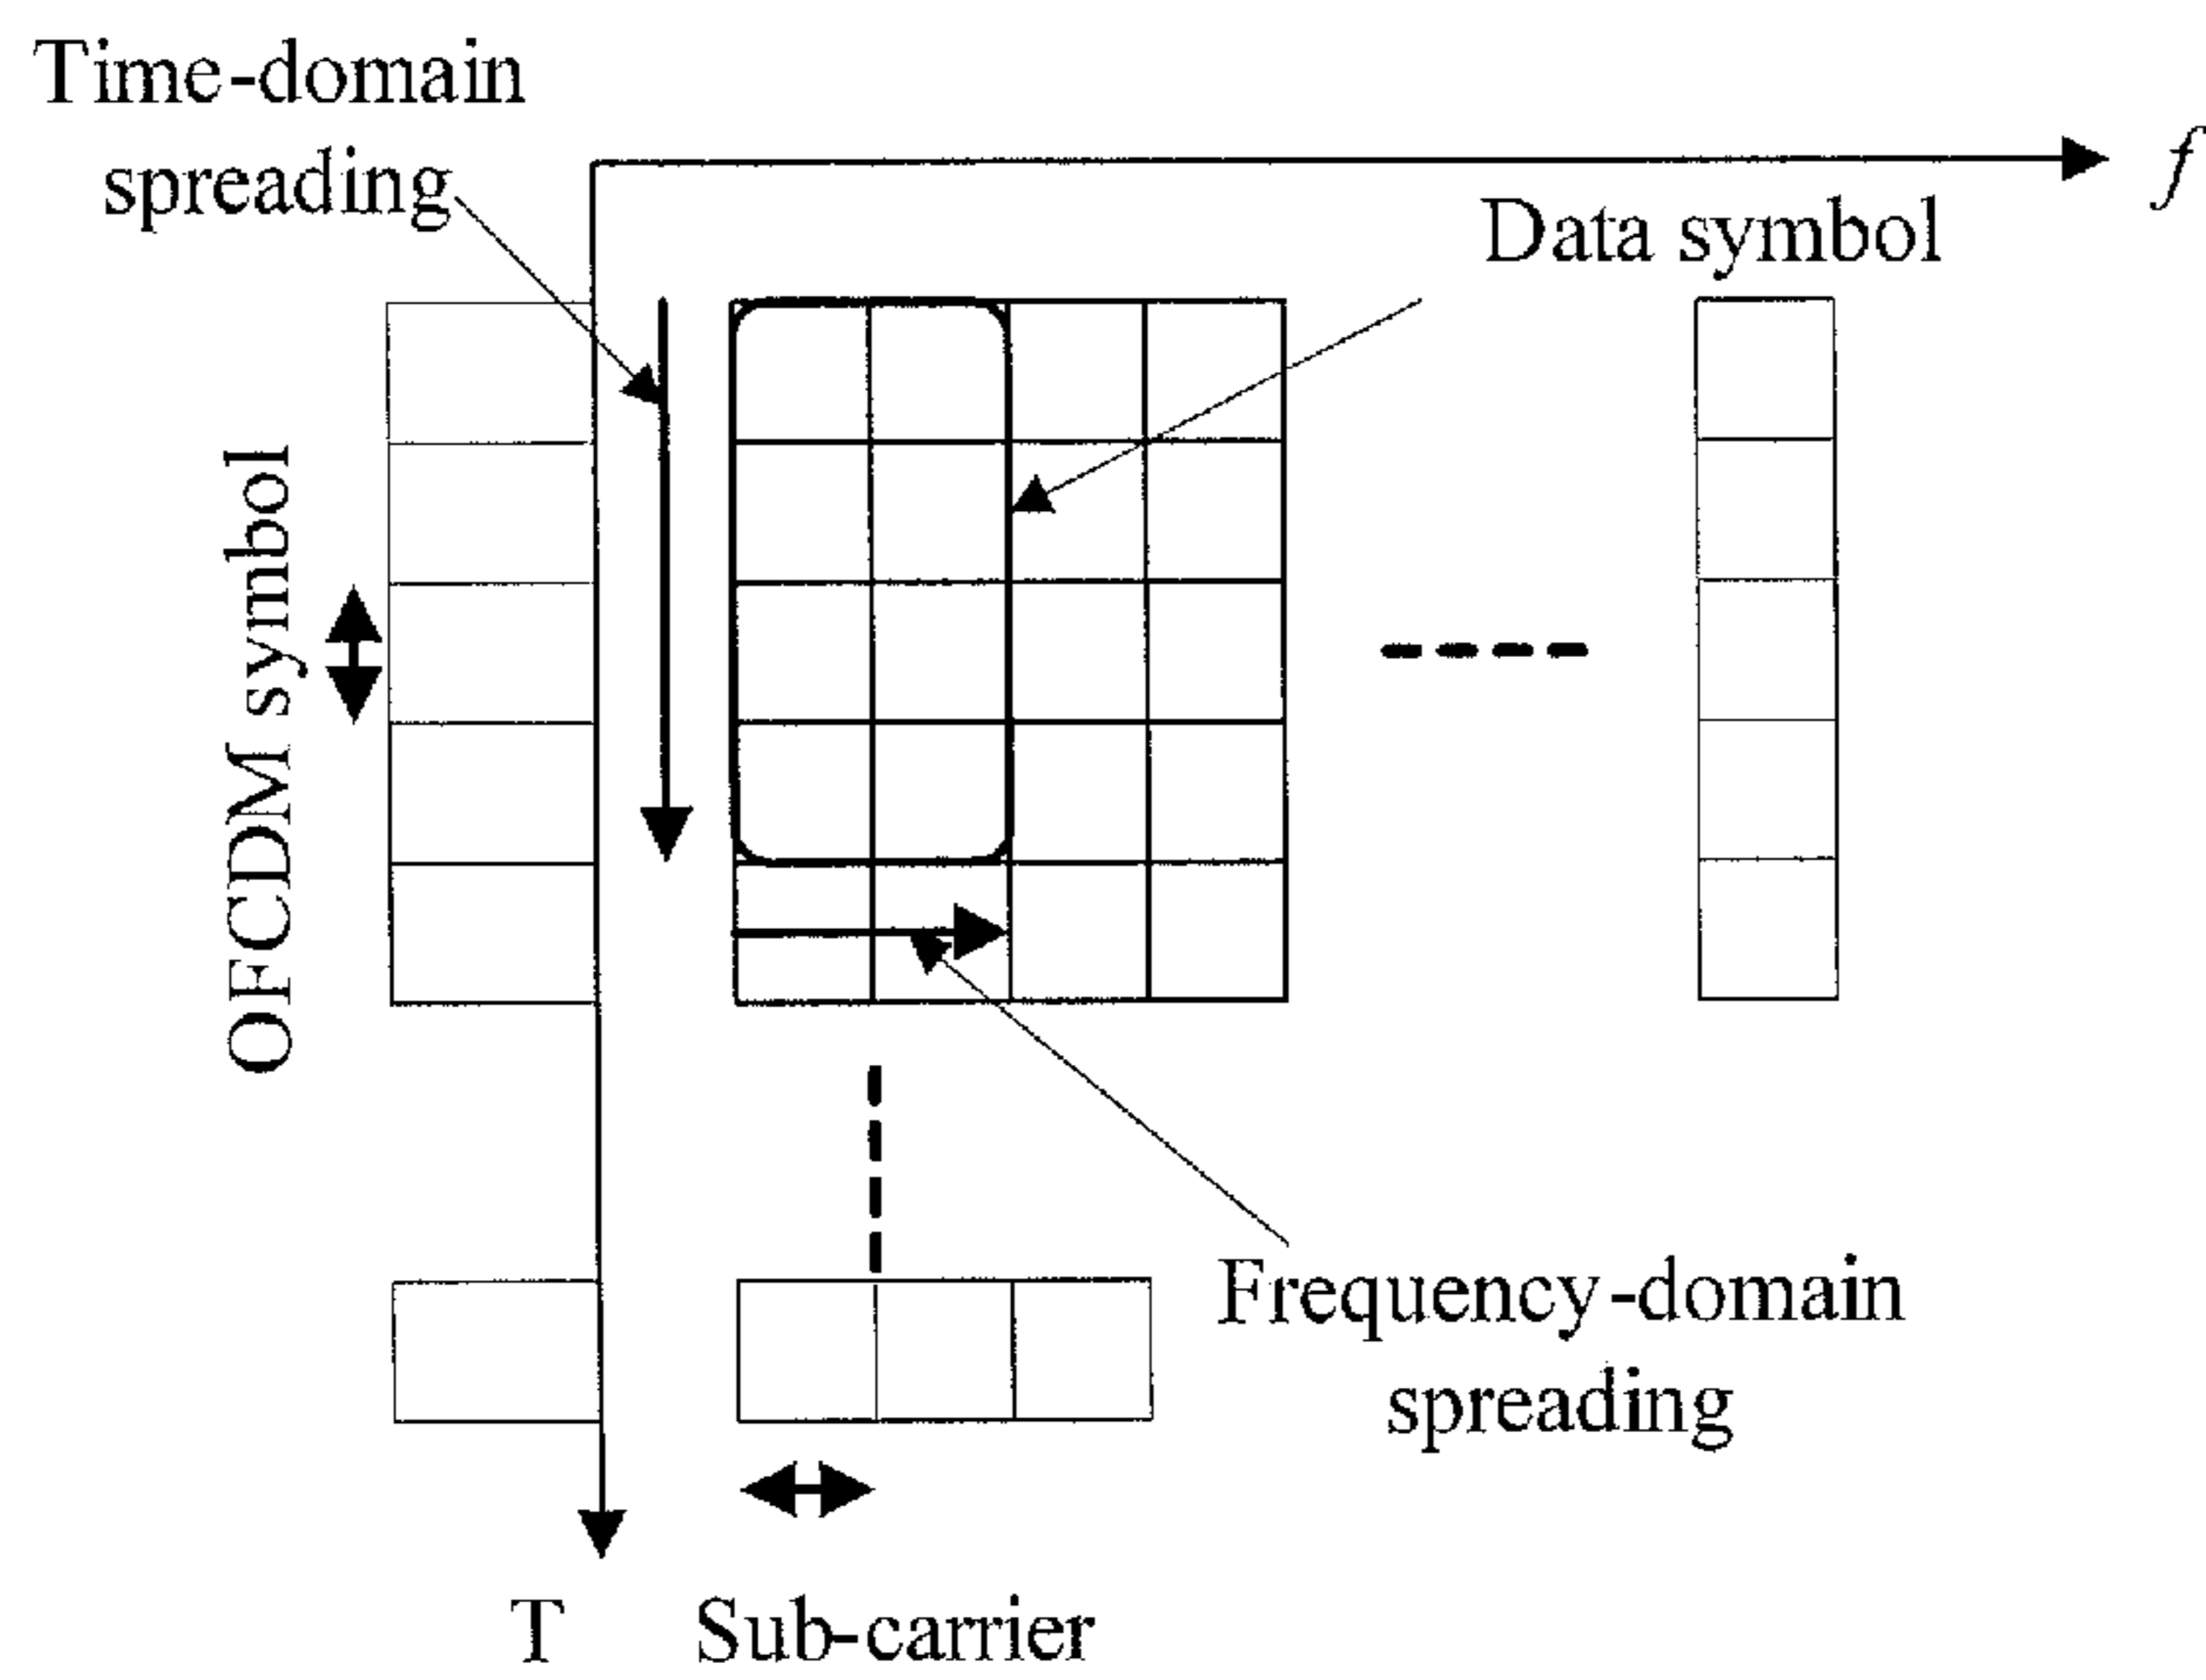 Time-domain
spreading
f
Data symbol
OFCDM symbol
Frequency-domain
spreading
T
Sub-carrier